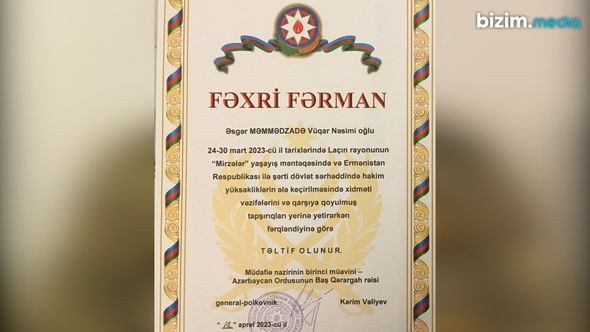 bizim.media
FƏXRİ FƏRMAN
Əsgər MƏMMƏDZADƏ Vüqar Nəsimi oğlu
24-30 mart 2023-cü il tarixlərində Laçın rayonunun
"Mirzələr" yaşayış məntəqəsində və Ermənistan
Respublikası ilə şərti dövlət sərhəddində hakim
yüksəkliklərin ələ keçirilməsində xidməti
vəzifələrini və qarşıya qoyulmuş
tapşırıqları yerinə yetirərkən
fərqləndiyinə görə
TƏLTİF OLUNUR.
Müdafiə nazirinin birinci müavini –
Azərbaycan Ordusunun Baş Qərargah rəisi
general-polkovnik Kərim Vəliyev
" " aprel 2023-cü il